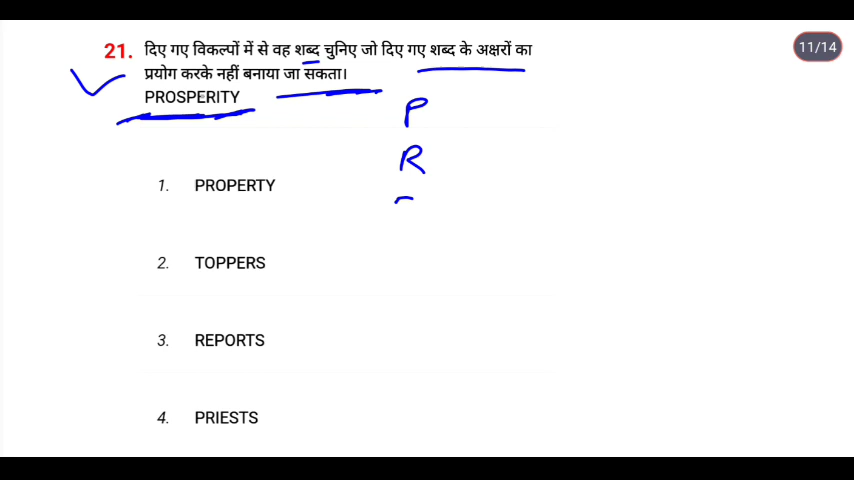 21. दिए गए विकल्पों में से वह शब्द चुनिए जो दिए गए शब्द के अक्षरों का
प्रयोग करके नहीं बनाया जा सकता।
PROSPERITY
11/14
P
R
1. PROPERTY
2. TOPPERS
3. REPORTS
4. PRIESTS